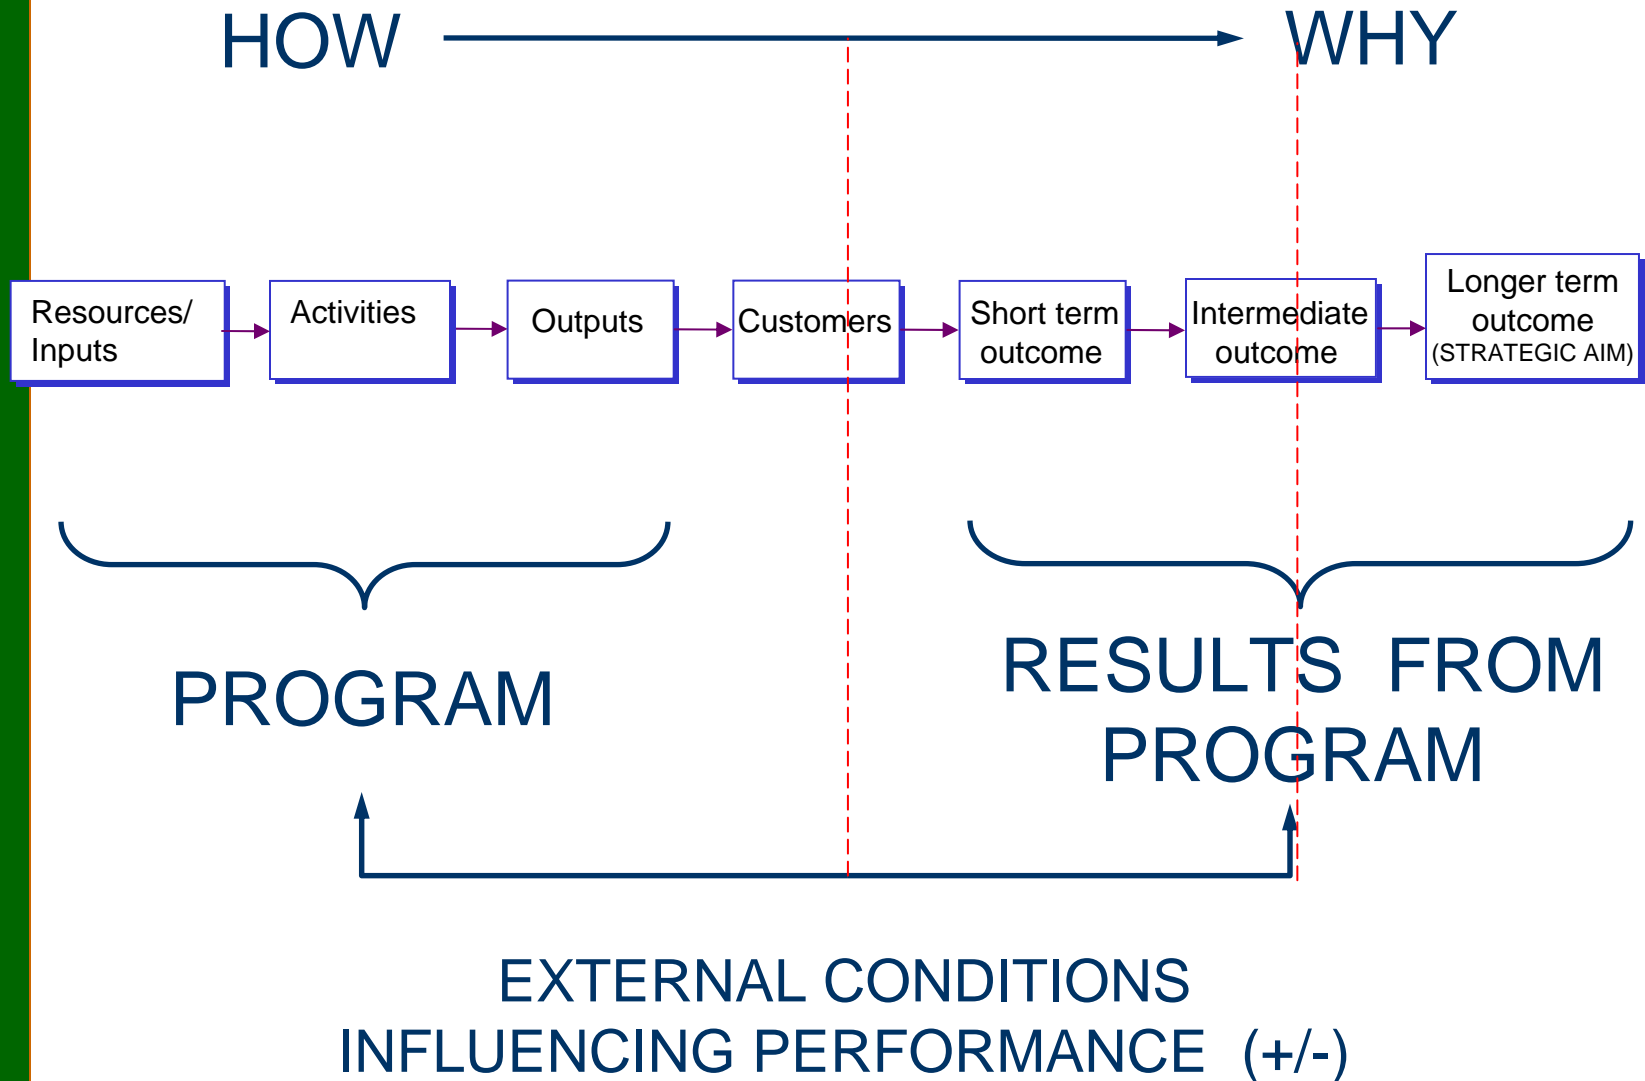 HOW
WHY
Resources/
Inputs
Activities
Outputs
Customers
Short term
outcome
Intermediate
outcome
Longer term
outcome
(STRATEGIC AIM)
PROGRAM
RESULTS FROM
PROGRAM
EXTERNAL CONDITIONS
INFLUENCING PERFORMANCE (+/-)